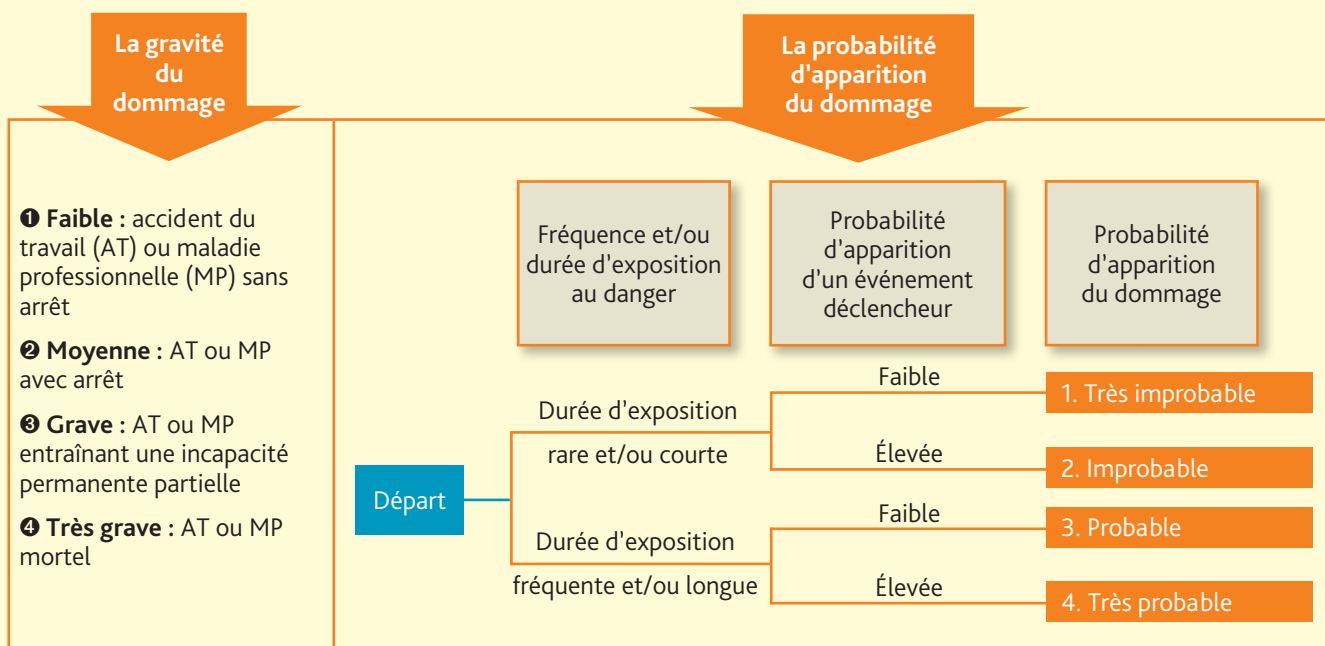 La gravité
du
dommage
La probabilité
d'apparition
du dommage
❶ Faible : accident du
travail (AT) ou maladie
professionnelle (MP) sans
arrêt
❷ Moyenne : AT ou MP
avec arrêt
❸ Grave : AT ou MP
entraînant une incapacité
permanente partielle
❹ Très grave : AT ou MP
mortel
Fréquence et/ou
durée d'exposition
au danger
Probabilité
d'apparition
d'un événement
déclencheur
Probabilité
d'apparition
du dommage
Départ
Durée d'exposition
rare et/ou courte
Faible
1. Très improbable
Élevée
2. Improbable
Durée d'exposition
fréquente et/ou longue
Faible
3. Probable
Élevée
4. Très probable